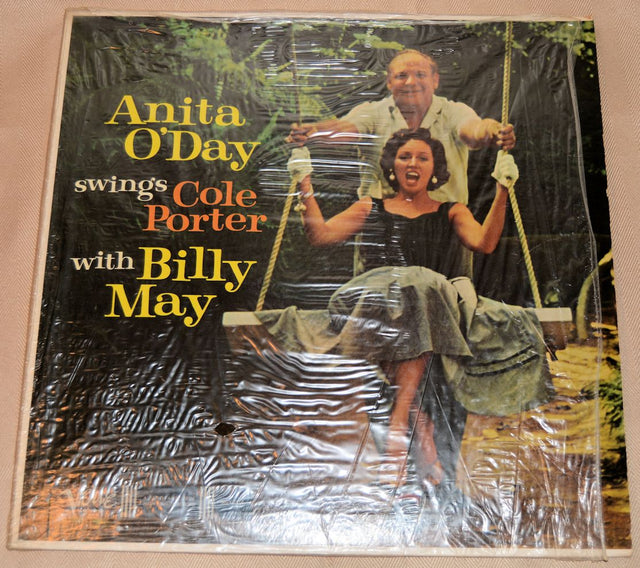 Anita
O'Day
swings Cole
Porter
with Billy
May